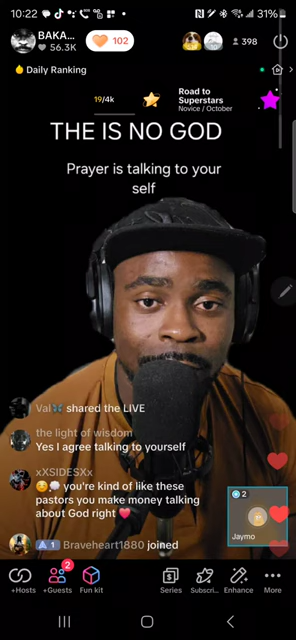 10:22
31%
BAKA...
56.3K
102
398
Daily Ranking
19/4k
Road to
Superstars
Novice / October
THE IS NO GOD
Prayer is talking to your
self
Val shared the LIVE
the light of wisdom
Yes I agree talking to yourself
xXSIDESXx
you're kind of like these
pastors you make money talking
about God right
1 Braveheart1880 joined
2
Jaymo
2
+Hosts
+Guests
Fun kit
Series
Subscri...
Enhance
More